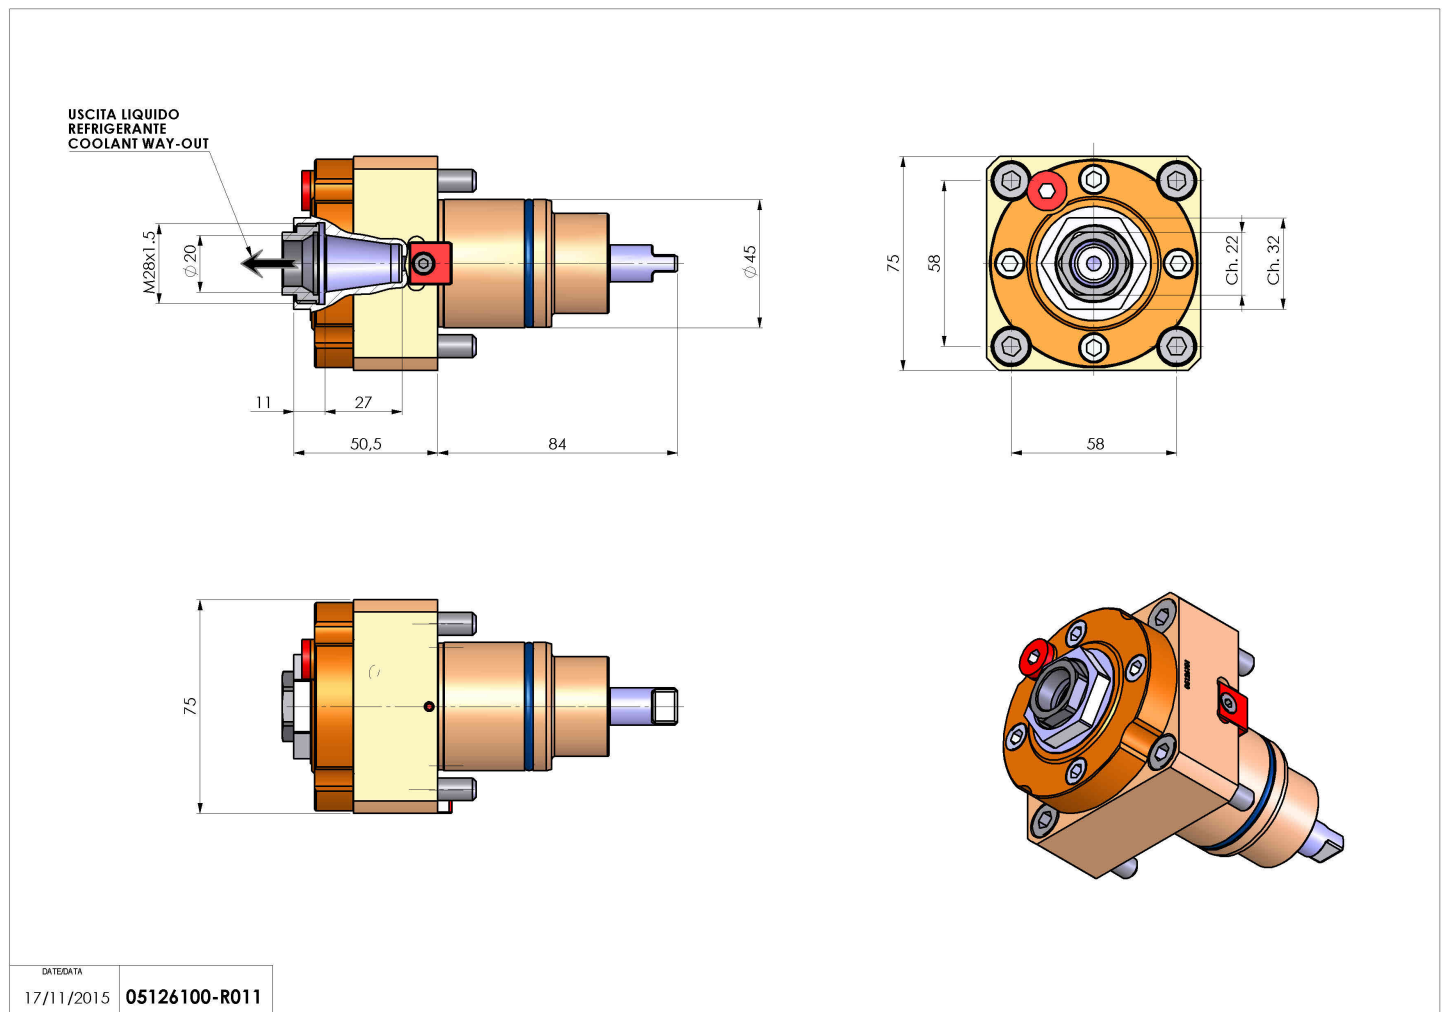 USCITA LIQUIDO
REFRIGERANTE
COOLANT WAY-OUT
M28x1.5
∅20
∅45
11
27
50,5
84
75
58
Ch. 22
Ch. 32
58
75
DATE/DATA
17/11/2015
05126100-R011